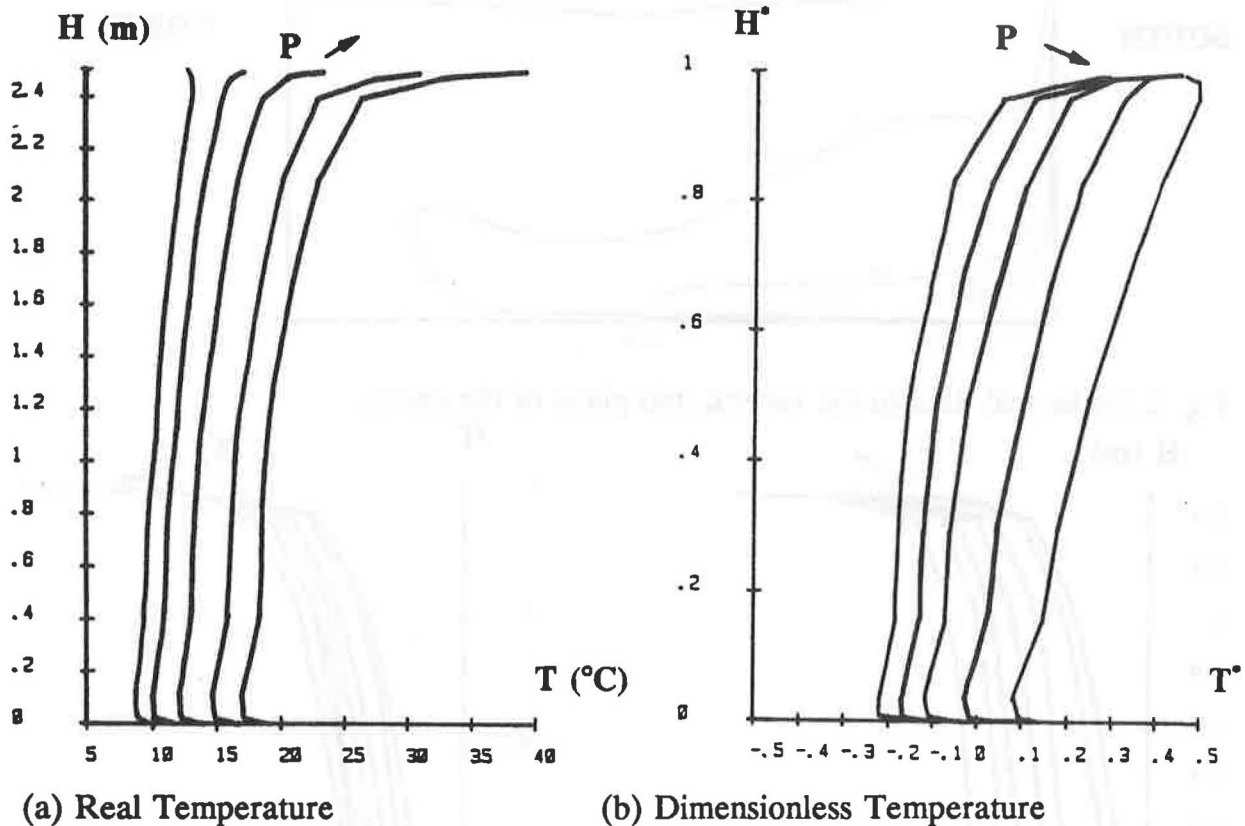 H (m)
P
2.4
2.2
2
1.8
1.6
1.4
1.2
1
.8
.6
.4
.2
0
T (°C)
5 10 15 20 25 30 35 40
(a) Real Temperature
H*
P
1
.8
.6
.4
.2
0
T*
-.5 -.4 -.3 -.2 -.1 0 .1 .2 .3 .4 .5
(b) Dimensionless Temperature